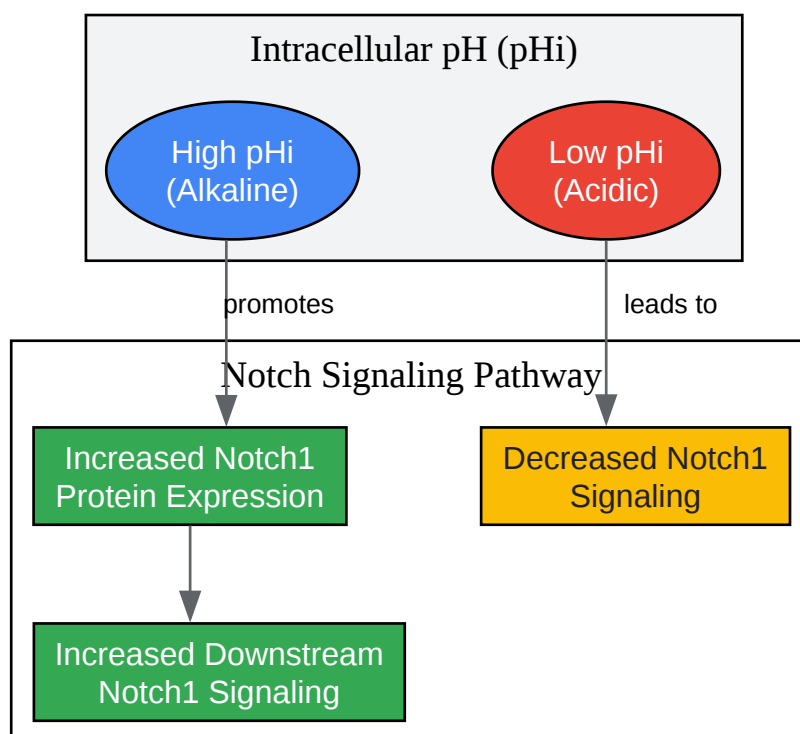 Intracellular pH (pHi)
High pHi
(Alkaline)
Low pHi
(Acidic)
promotes
leads to
Notch Signaling Pathway
Increased Notch1
Protein Expression
Decreased Notch1
Signaling
Increased Downstream
Notch1 Signaling